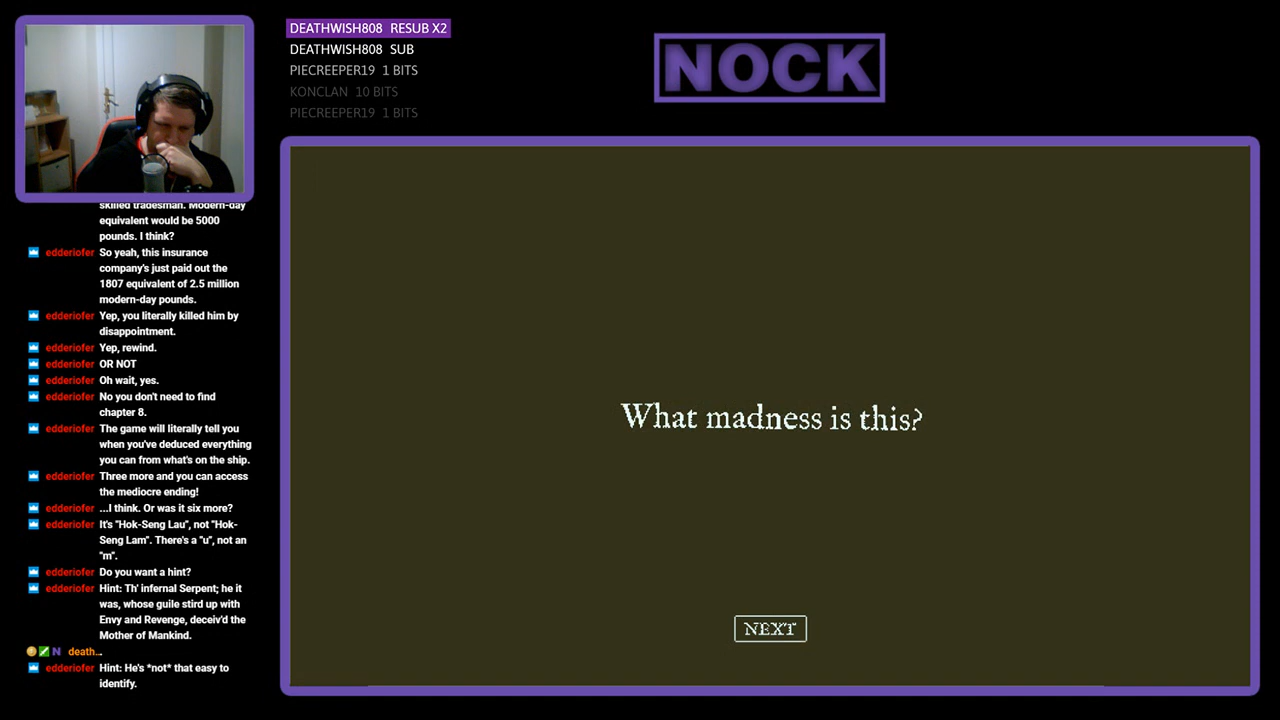 DEATHWISH808 RESUB X2
DEATHWISH808 SUB
PIECREEPER19 1 BITS
KONCLAN 10 BITS
PIECREEPER19 1 BITS
NOCK
skilled tradesman. Modern-day
equivalent would be 5000
pounds. I think?
edderiofer So yeah, this insurance
company's just paid out the
1807 equivalent of 2.5 million
modern-day pounds.
edderiofer Yep, you literally killed him by
disappointment.
edderiofer Yep, rewind.
edderiofer OR NOT
edderiofer Oh wait, yes.
edderiofer No you don't need to find
chapter 8.
edderiofer The game will literally tell you
when you've deduced everything
you can from what's on the ship.
edderiofer Three more and you can access
the mediocre ending!
edderiofer ...I think. Or was it six more?
edderiofer It's "Hok-Seng Lau", not "Hok-
Seng Lam". There's a "u", not an
"m".
edderiofer Do you want a hint?
edderiofer Hint: Th' infernal Serpent; he it
was, whose guile stird up with
Envy and Revenge, deceiv'd the
Mother of Mankind.
N death... .
edderiofer Hint: He's *not* that easy to
identify.
What madness is this?
NEXT